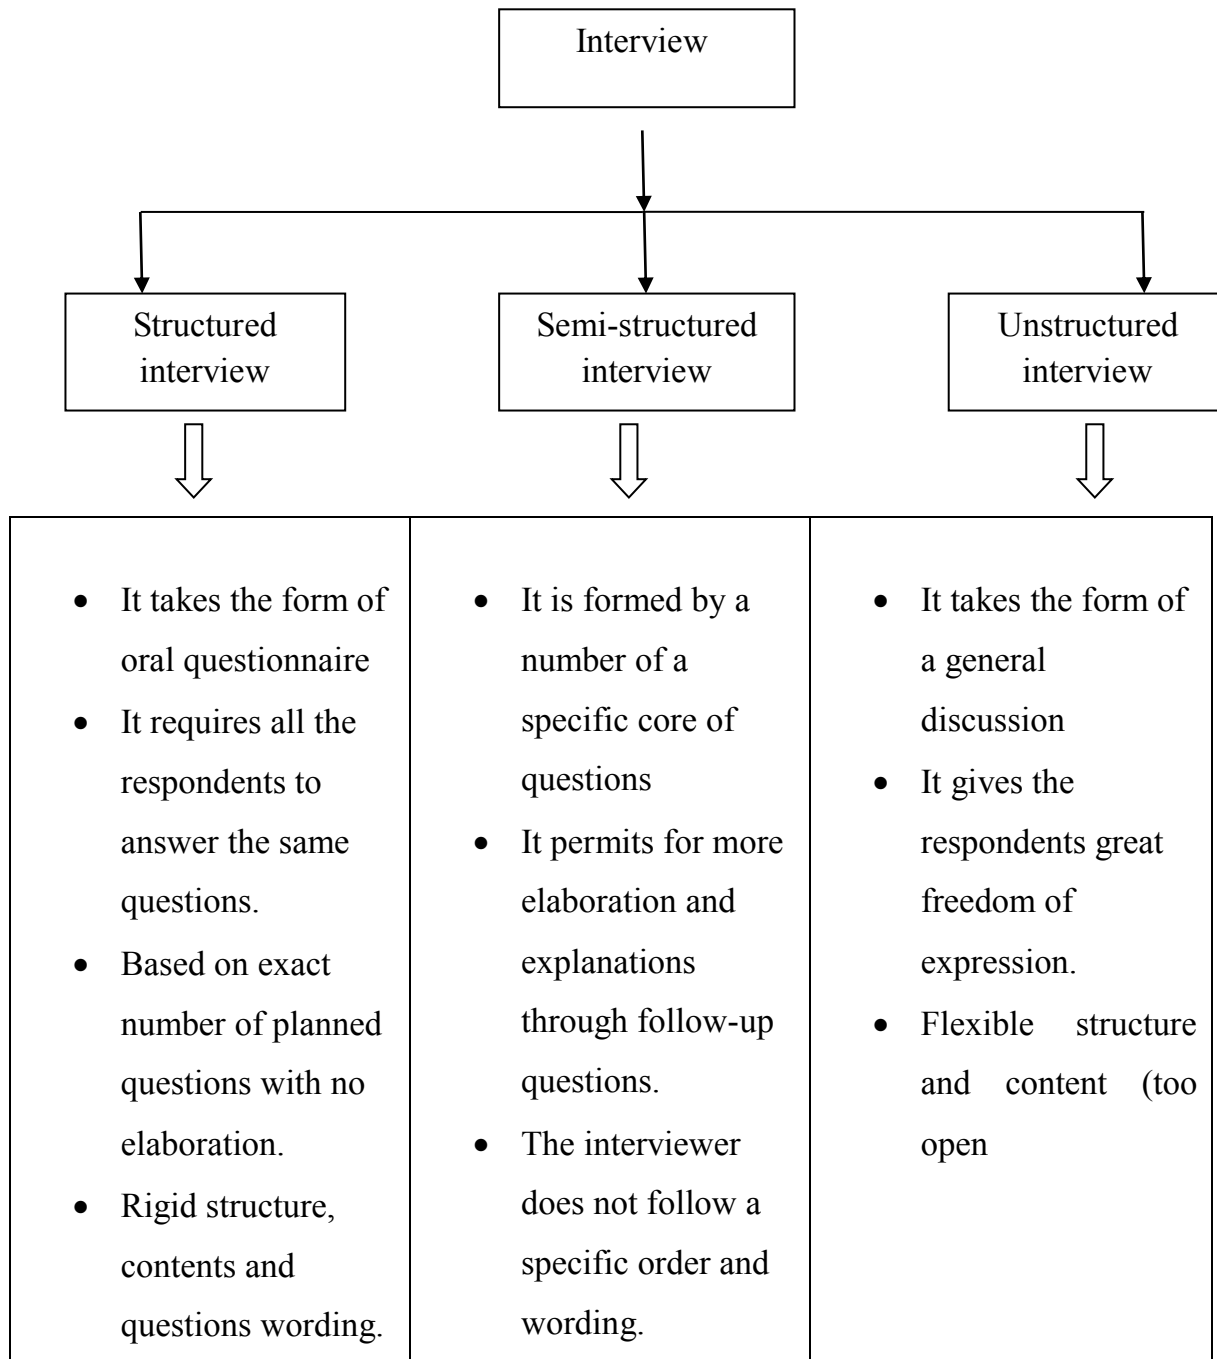 Interview
Structured
interview
Semi-structured
interview
Unstructured
interview
• It takes the form of
oral questionnaire
• It requires all the
respondents to
answer the same
questions.
• Based on exact
number of planned
questions with no
elaboration.
• Rigid structure,
contents and
questions wording.
• It is formed by a
number of a
specific core of
questions
• It permits for more
elaboration and
explanations
through follow-up
questions.
• The interviewer
does not follow a
specific order and
wording.
• It takes the form of
a general
discussion
• It gives the
respondents great
freedom of
expression.
• Flexible structure
and content (too
open